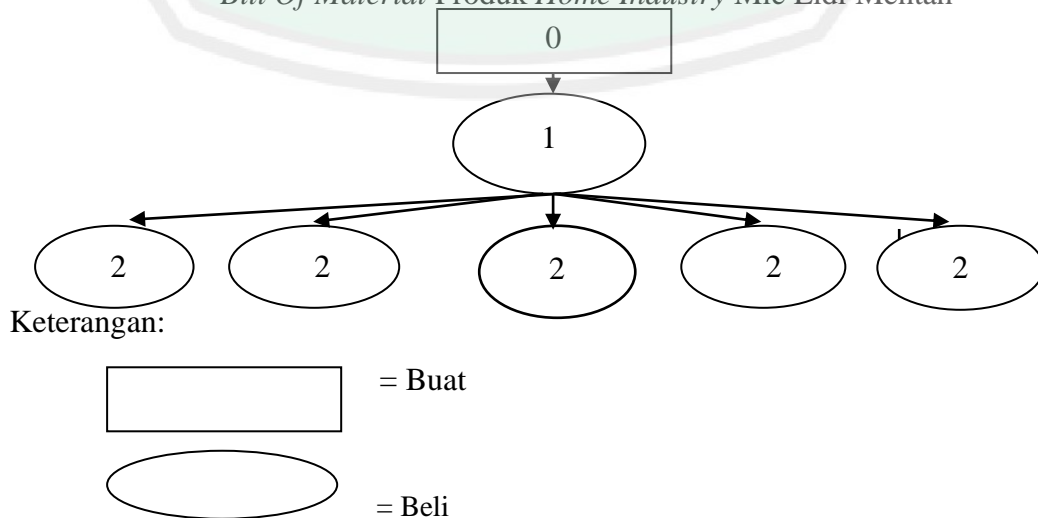 Bill Of Material Produk Home Industry Mie Lidi Mentah
0
1
2 2 2 2 2
Keterangan:
= Buat
= Beli